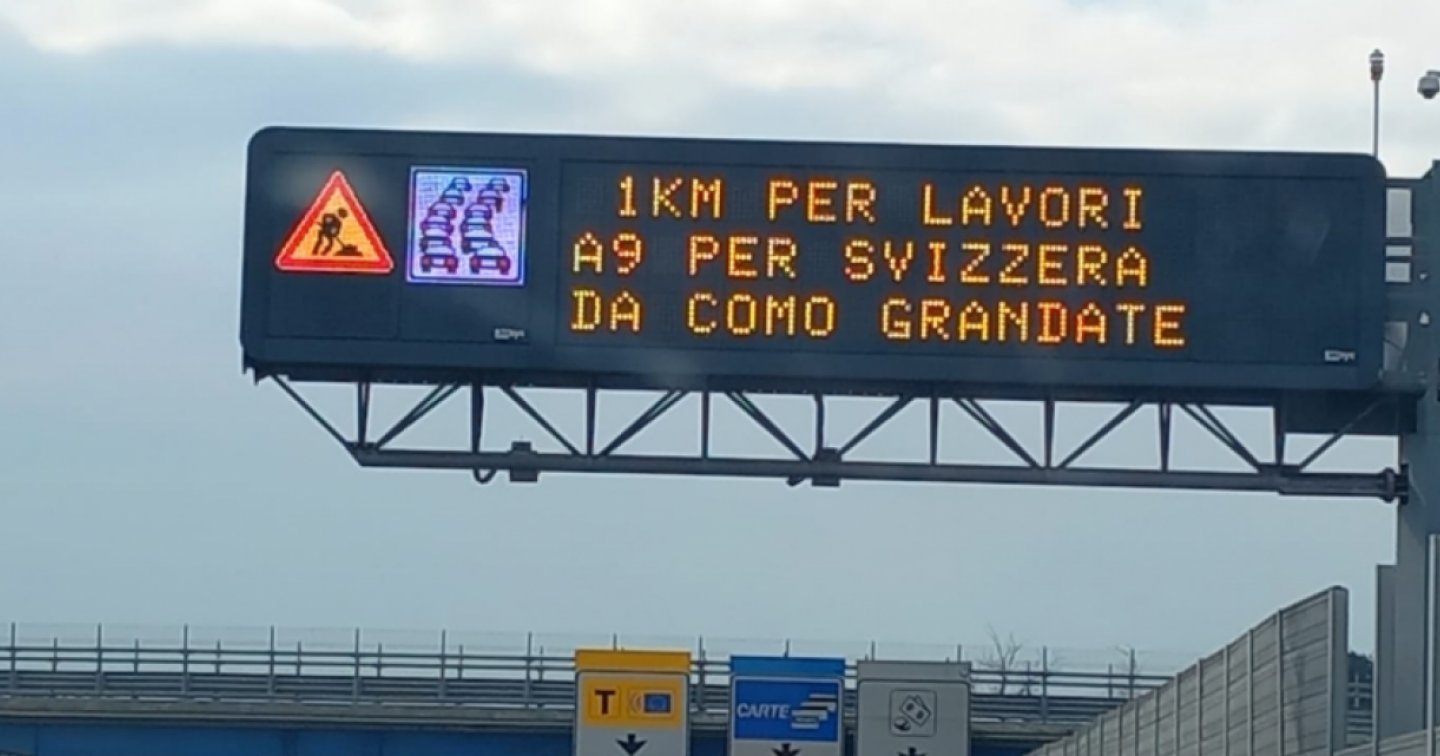 1KM PER LAVORI
A9 PER SVIZZERA
DA COMO GRANDATE
T
CARTE